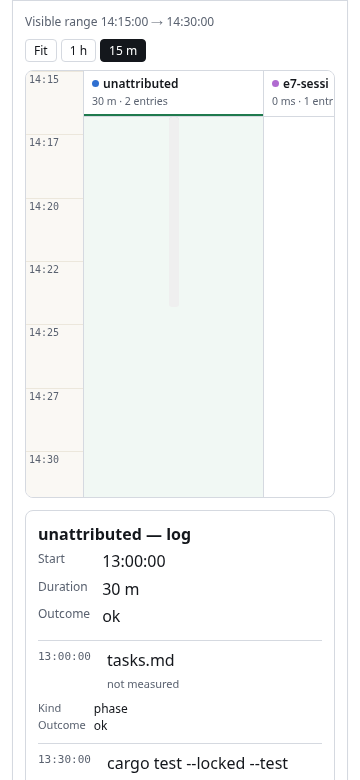 Visible range 14:15:00 → 14:30:00
Fit 1 h 15 m
14:15
unattributed
30 m · 2 entries
e7-sessi
0 ms · 1 entr
14:17
14:20
14:22
14:25
14:27
14:30
unattributed — log
Start 13:00:00
Duration 30 m
Outcome ok
13:00:00 tasks.md
not measured
Kind phase
Outcome ok
13:30:00 cargo test --locked --test